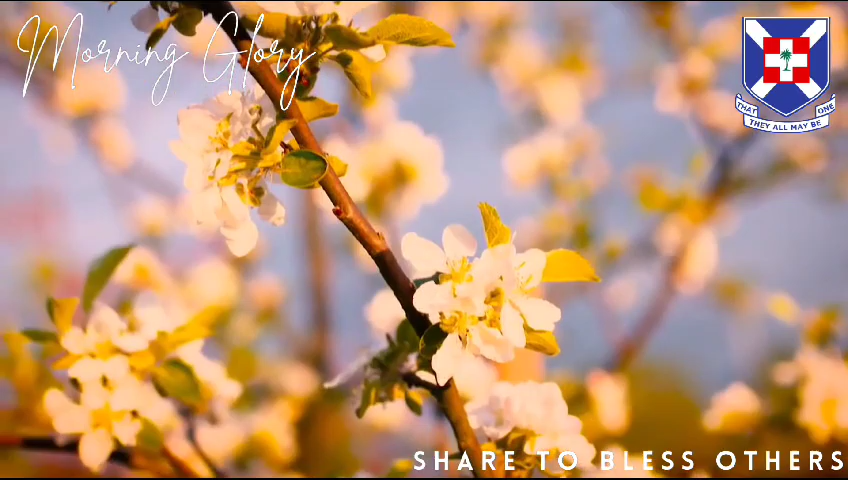 Morning Glory
THAT
ONE
THEY ALL MAY BE
SHARE TO BLESS OTHERS